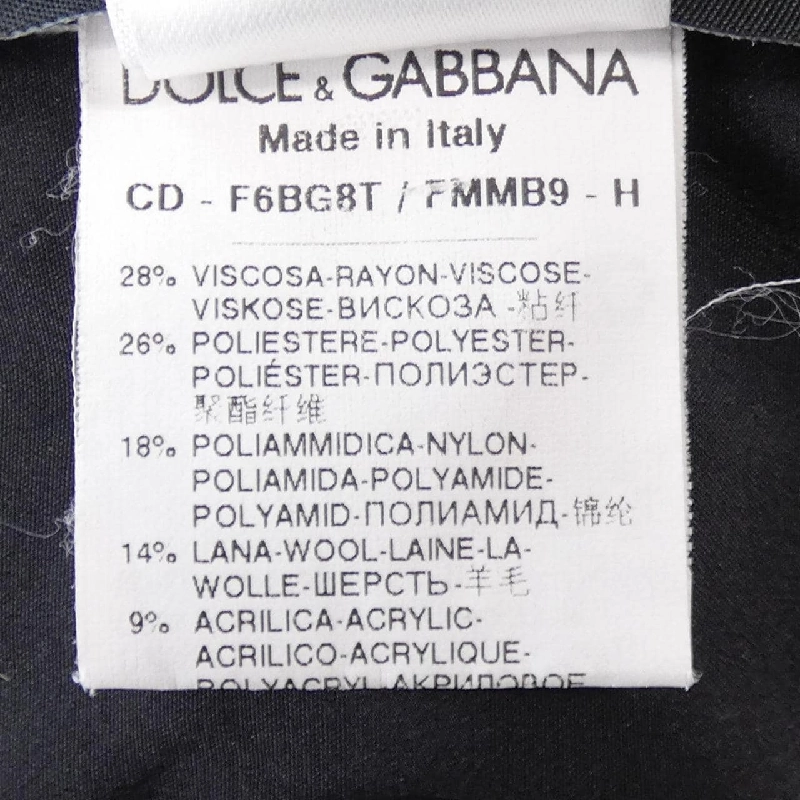 DOLCE & GABBANA
Made in Italy
CD - F6BG8T / FMMB9 - H
28% VISCOSA-RAYON-VISCOSE-
VISKOSE-ВИСКОЗА -粘纤
26% POLIESTERE-POLYESTER-
POLIÉSTER-ПОЛИЭСТЕР-
聚酯纤维
18% POLIAMMIDICA-NYLON-
POLIAMIDA-POLYAMIDE-
POLYAMID-ПОЛИАМИД-锦纶
14% LANA-WOOL-LAINE-LA-
WOLLE-ШЕРСТЬ-羊毛
9% ACRILICA-ACRYLIC-
ACRILICO-ACRYLIQUE-
POLYACRYL-АКРИЛОВОЕ